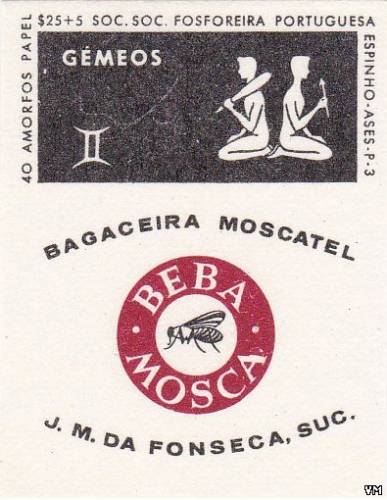 $25+5 SOC. SOC. FOSFOREIRA PORTUGUESA
40 AMORFOS PAPEL
ESPINHO-ASES-P-3
GÉMEOS
BAGACEIRA MOSCATEL
BEBA
MOSCA
J. M. DA FONSECA, SUC.
VM